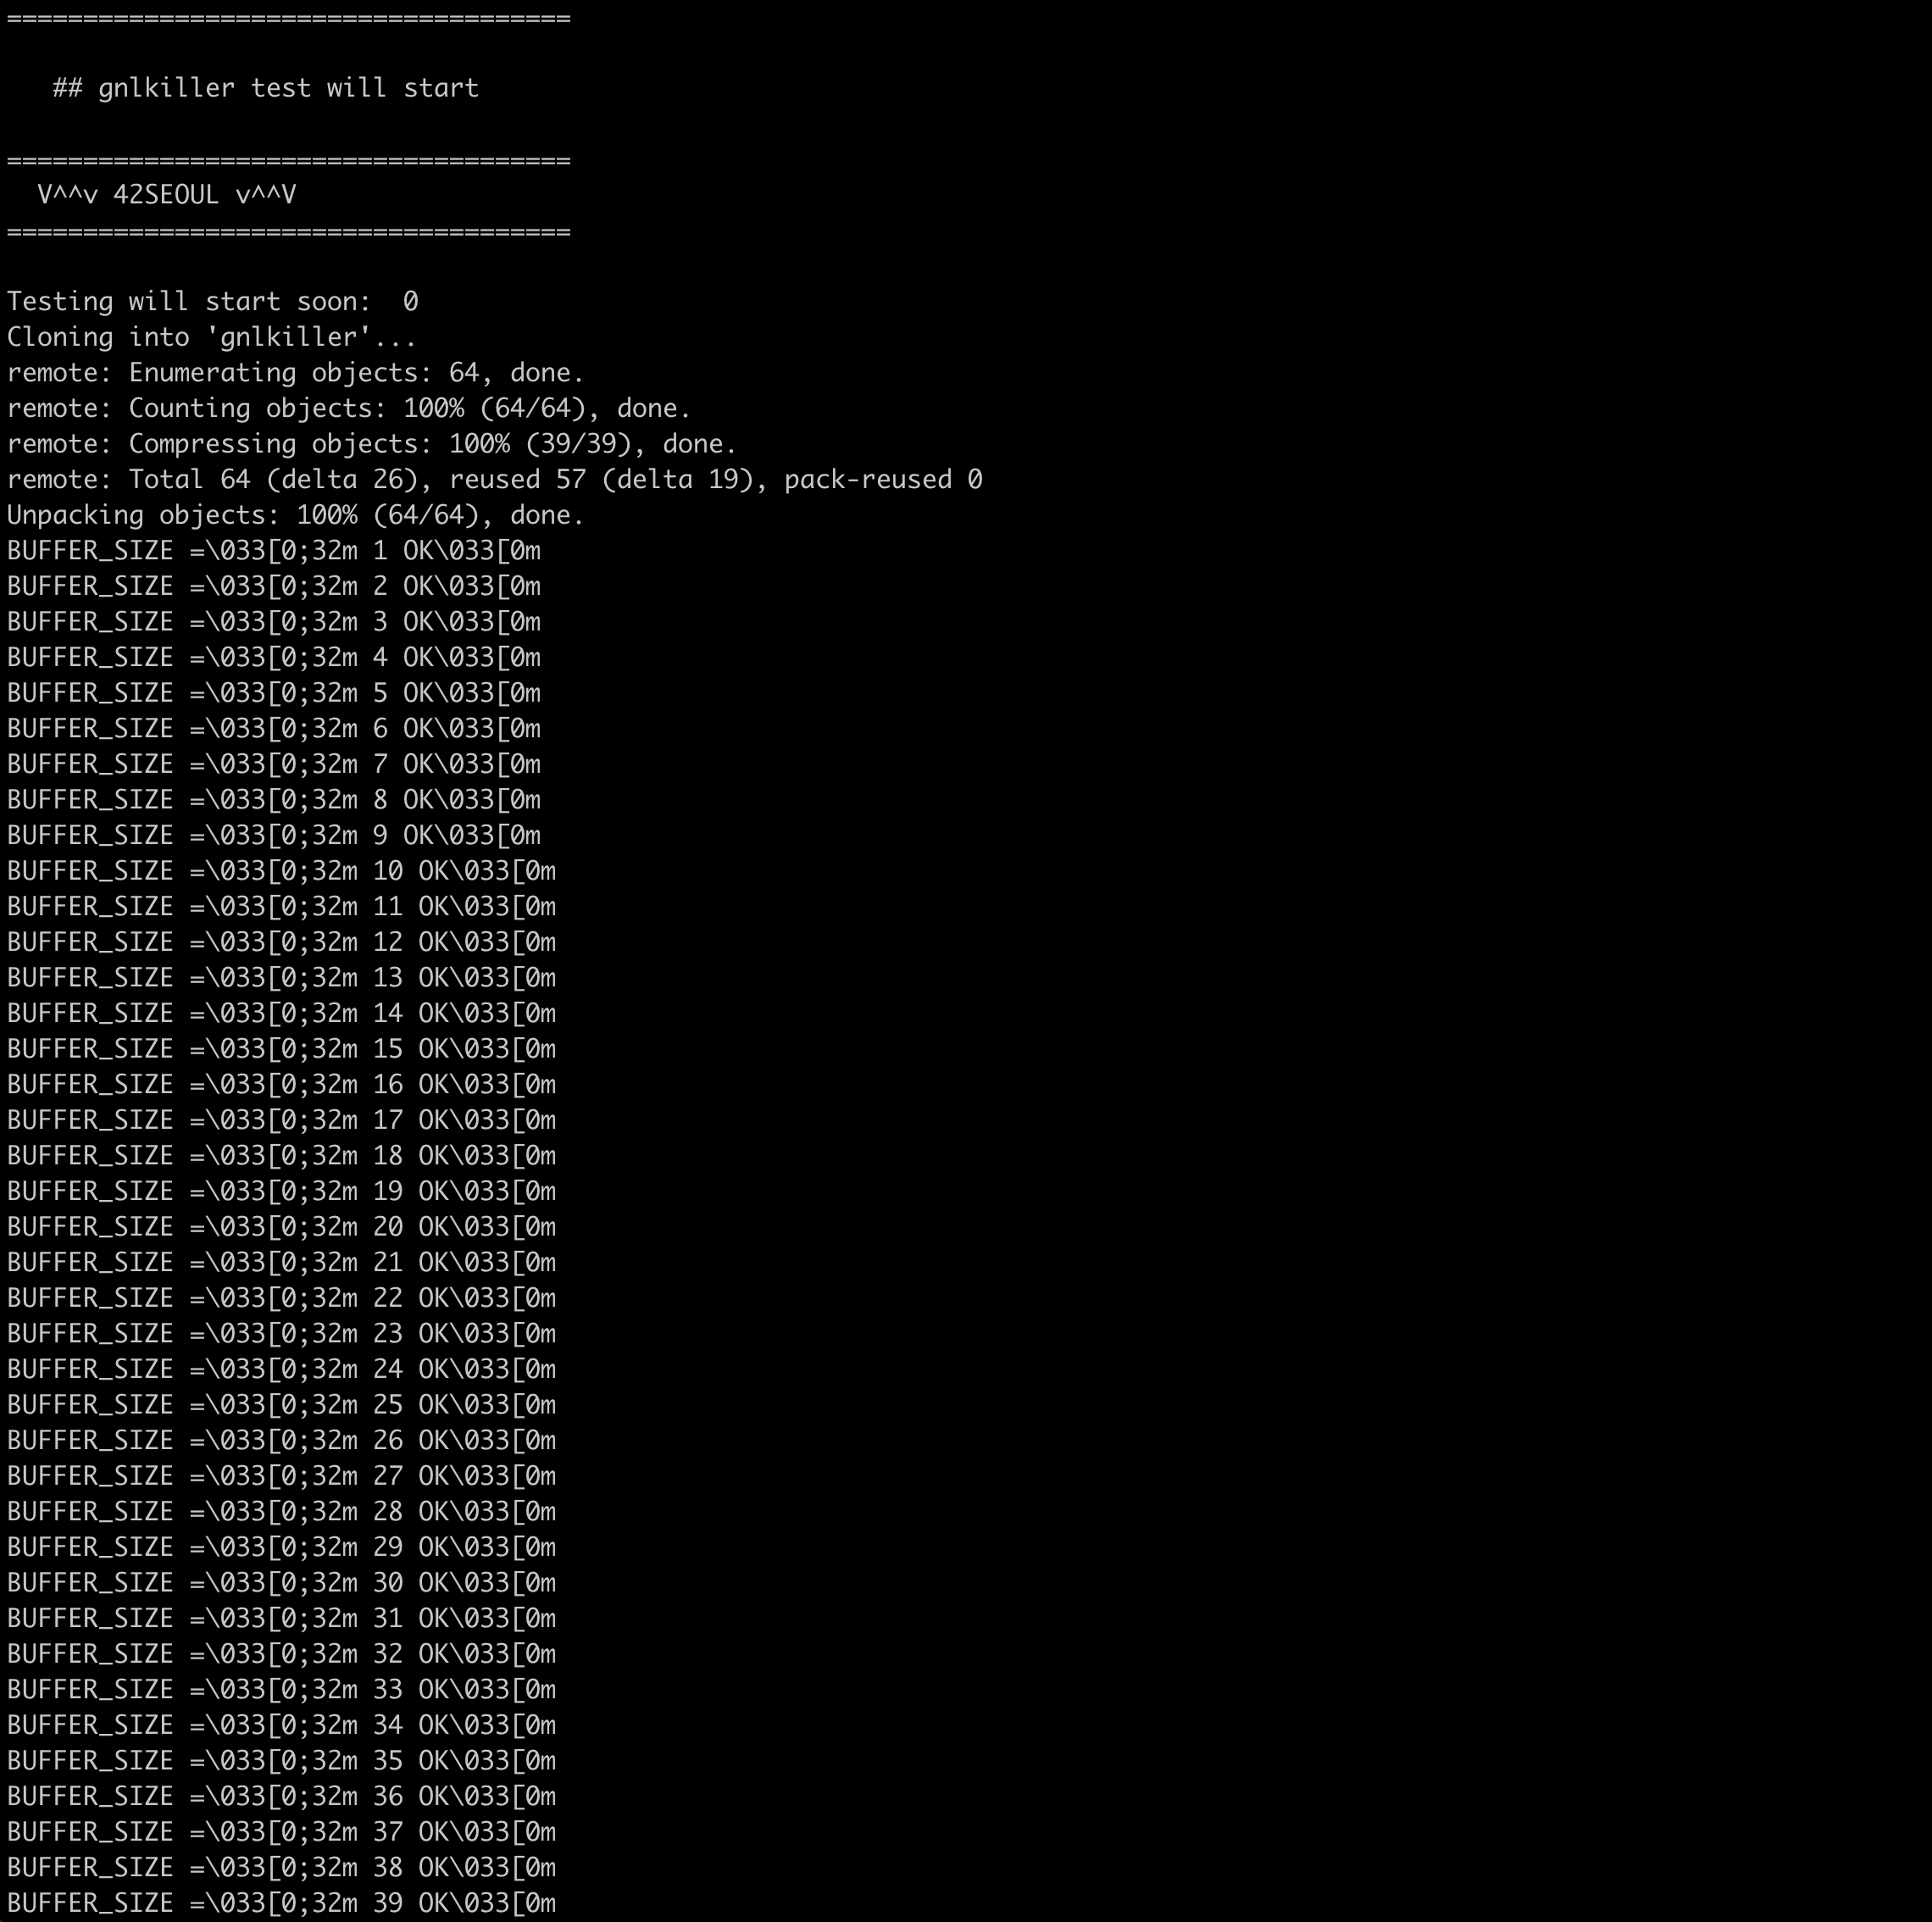 =====================================
## gnlkiller test will start
=====================================
V^^v 42SEOUL v^^V
=====================================
Testing will start soon:  0
Cloning into 'gnlkiller'...
remote: Enumerating objects: 64, done.
remote: Counting objects: 100% (64/64), done.
remote: Compressing objects: 100% (39/39), done.
remote: Total 64 (delta 26), reused 57 (delta 19), pack-reused 0
Unpacking objects: 100% (64/64), done.
BUFFER_SIZE =\033[0;32m 1 OK\033[0m
BUFFER_SIZE =\033[0;32m 2 OK\033[0m
BUFFER_SIZE =\033[0;32m 3 OK\033[0m
BUFFER_SIZE =\033[0;32m 4 OK\033[0m
BUFFER_SIZE =\033[0;32m 5 OK\033[0m
BUFFER_SIZE =\033[0;32m 6 OK\033[0m
BUFFER_SIZE =\033[0;32m 7 OK\033[0m
BUFFER_SIZE =\033[0;32m 8 OK\033[0m
BUFFER_SIZE =\033[0;32m 9 OK\033[0m
BUFFER_SIZE =\033[0;32m 10 OK\033[0m
BUFFER_SIZE =\033[0;32m 11 OK\033[0m
BUFFER_SIZE =\033[0;32m 12 OK\033[0m
BUFFER_SIZE =\033[0;32m 13 OK\033[0m
BUFFER_SIZE =\033[0;32m 14 OK\033[0m
BUFFER_SIZE =\033[0;32m 15 OK\033[0m
BUFFER_SIZE =\033[0;32m 16 OK\033[0m
BUFFER_SIZE =\033[0;32m 17 OK\033[0m
BUFFER_SIZE =\033[0;32m 18 OK\033[0m
BUFFER_SIZE =\033[0;32m 19 OK\033[0m
BUFFER_SIZE =\033[0;32m 20 OK\033[0m
BUFFER_SIZE =\033[0;32m 21 OK\033[0m
BUFFER_SIZE =\033[0;32m 22 OK\033[0m
BUFFER_SIZE =\033[0;32m 23 OK\033[0m
BUFFER_SIZE =\033[0;32m 24 OK\033[0m
BUFFER_SIZE =\033[0;32m 25 OK\033[0m
BUFFER_SIZE =\033[0;32m 26 OK\033[0m
BUFFER_SIZE =\033[0;32m 27 OK\033[0m
BUFFER_SIZE =\033[0;32m 28 OK\033[0m
BUFFER_SIZE =\033[0;32m 29 OK\033[0m
BUFFER_SIZE =\033[0;32m 30 OK\033[0m
BUFFER_SIZE =\033[0;32m 31 OK\033[0m
BUFFER_SIZE =\033[0;32m 32 OK\033[0m
BUFFER_SIZE =\033[0;32m 33 OK\033[0m
BUFFER_SIZE =\033[0;32m 34 OK\033[0m
BUFFER_SIZE =\033[0;32m 35 OK\033[0m
BUFFER_SIZE =\033[0;32m 36 OK\033[0m
BUFFER_SIZE =\033[0;32m 37 OK\033[0m
BUFFER_SIZE =\033[0;32m 38 OK\033[0m
BUFFER_SIZE =\033[0;32m 39 OK\033[0m